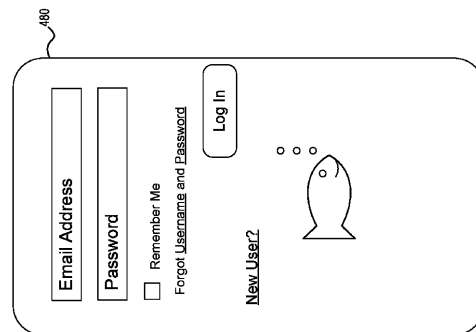 480
Email Address
Password
Remember Me
Forgot Username and Password
Log In
New User?